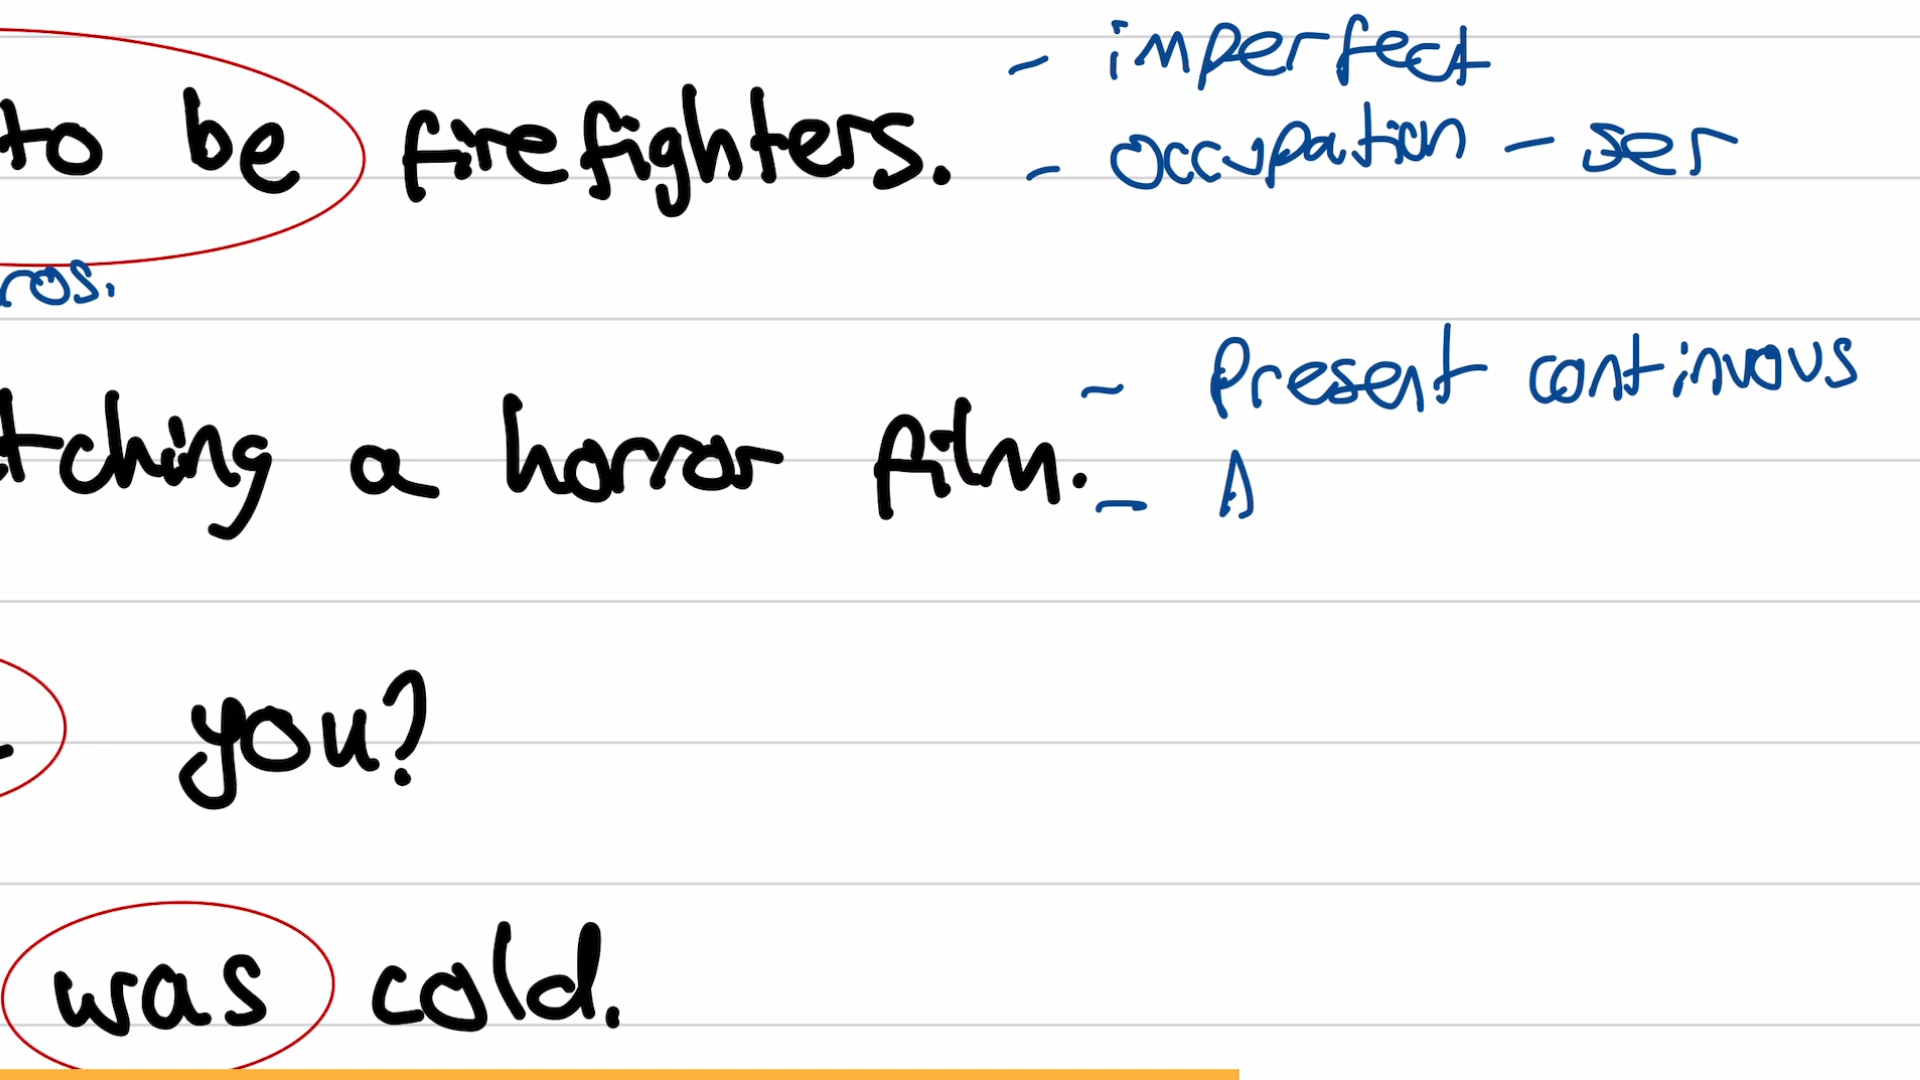 - imperfect
to be firefighters.
- occupation - ser
ros.
- Present continuous
tching a horror film.
- A
you?
was cold.